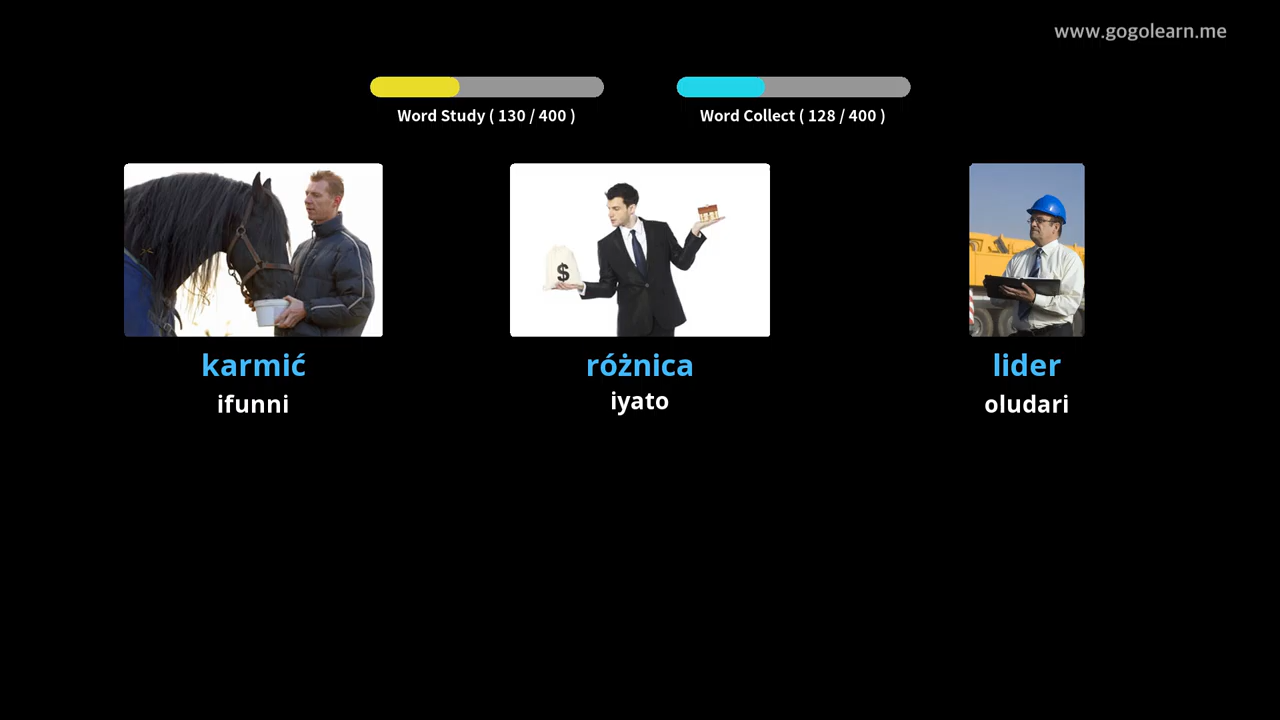 www.gogolearn.me
Word Study ( 130 / 400 )
Word Collect ( 128 / 400 )
$
karmić
różnica
lider
ifunni
iyato
oludari